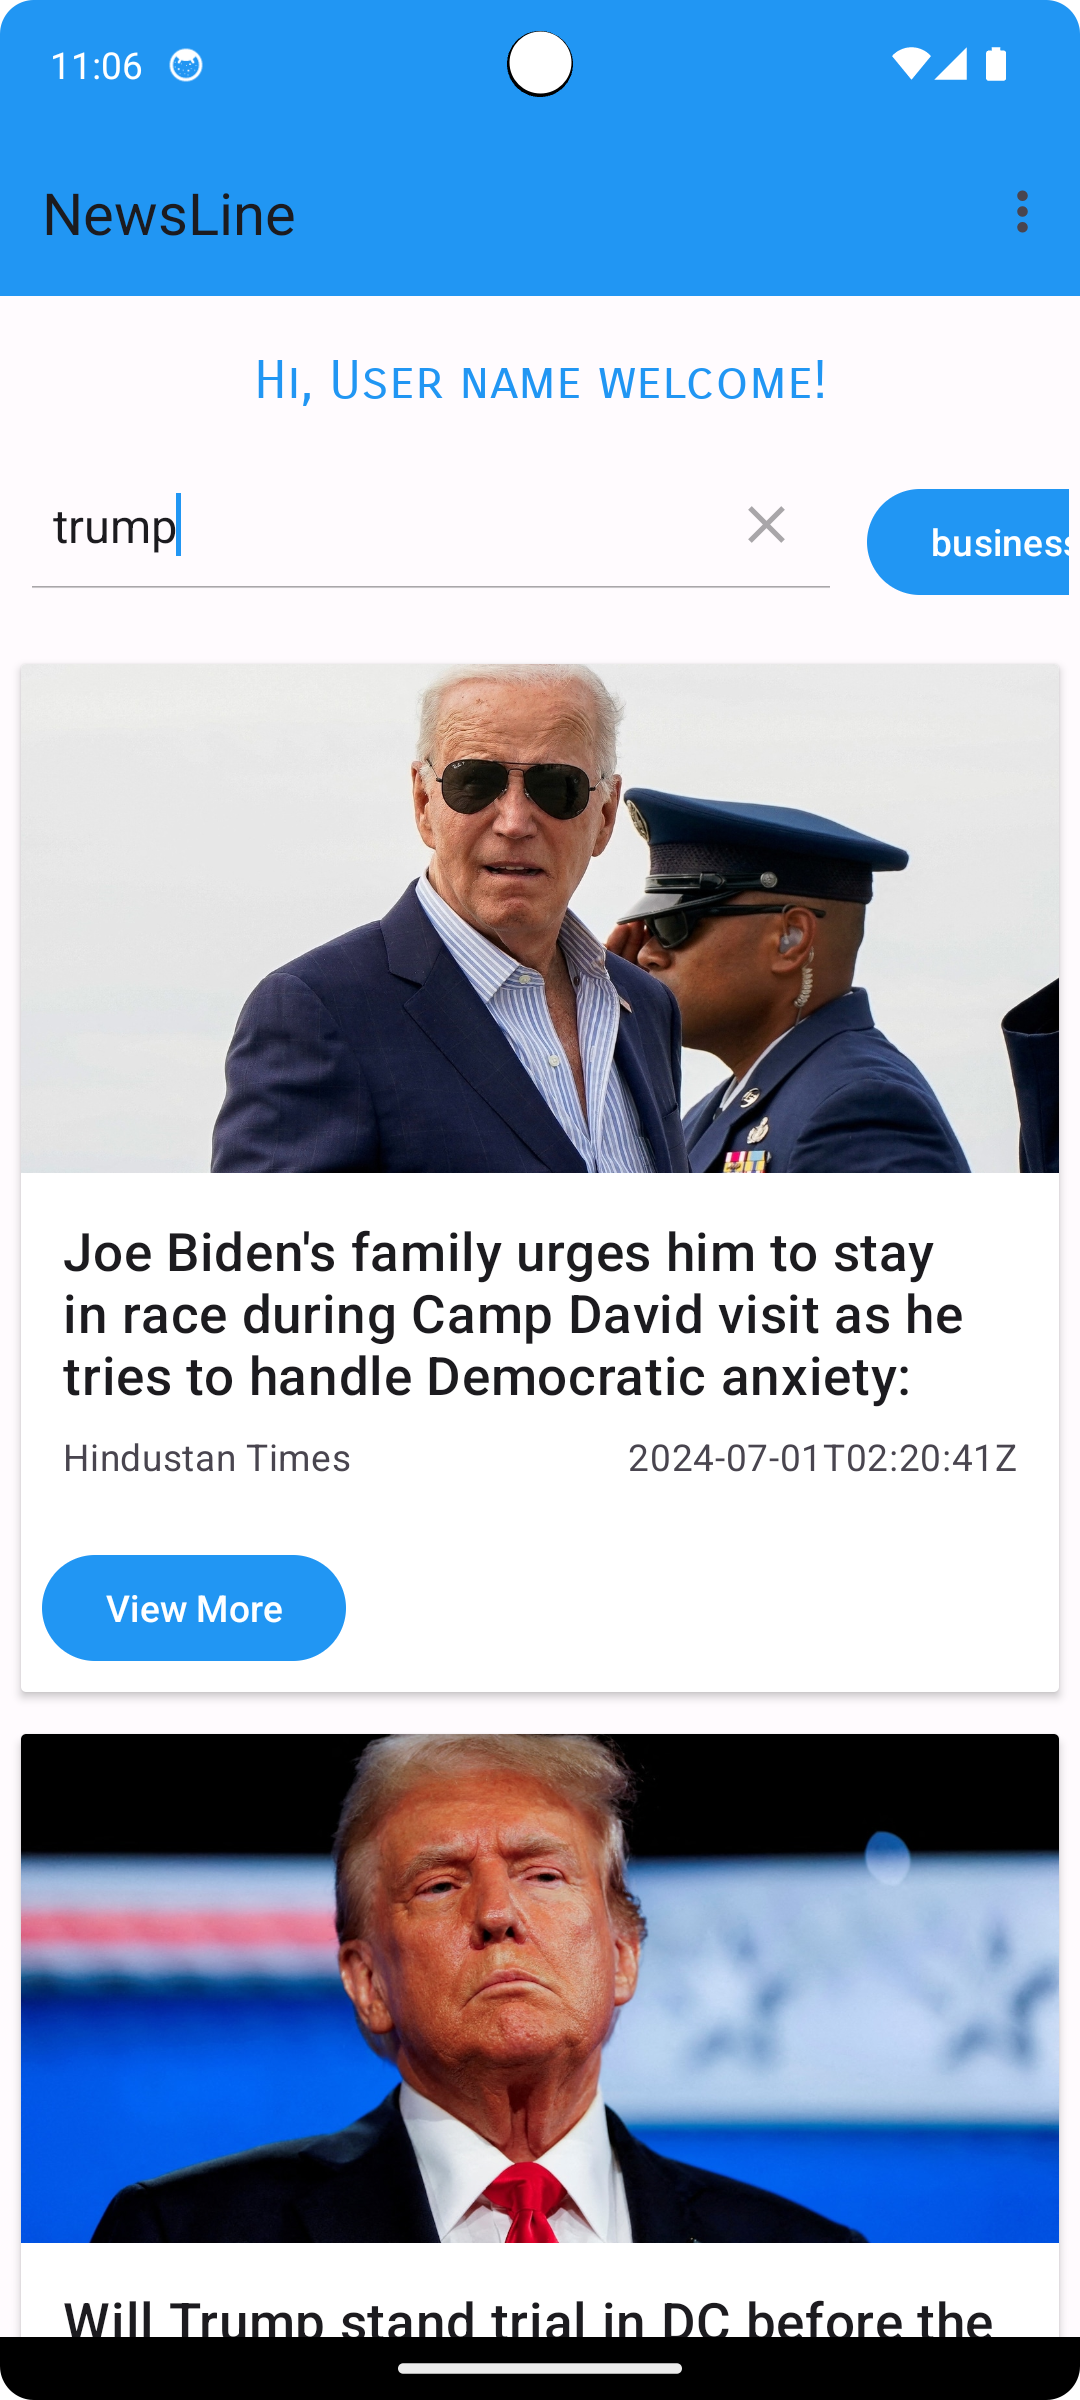 11:06
NewsLine
Hi, User name welcome!
trump
business
Joe Biden's family urges him to stay
in race during Camp David visit as he
tries to handle Democratic anxiety:
Hindustan Times
2024-07-01T02:20:41Z
View More
Will Trump stand trial in DC before the